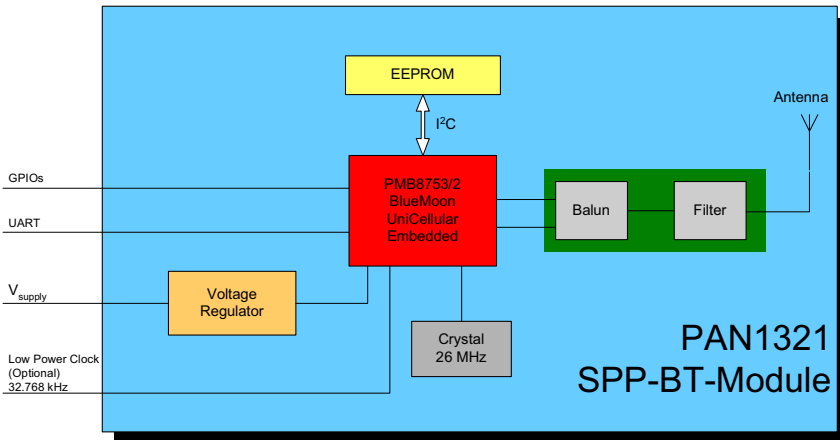 EEPROM
I²C
Antenna
GPIOs
UART
PMB8753/2
BlueMoon
UniCellular
Embedded
Balun
Filter
Vsupply
Voltage
Regulator
Crystal
26 MHz
Low Power Clock
(Optional)
32.768 kHz
PAN1321
SPP-BT-Module